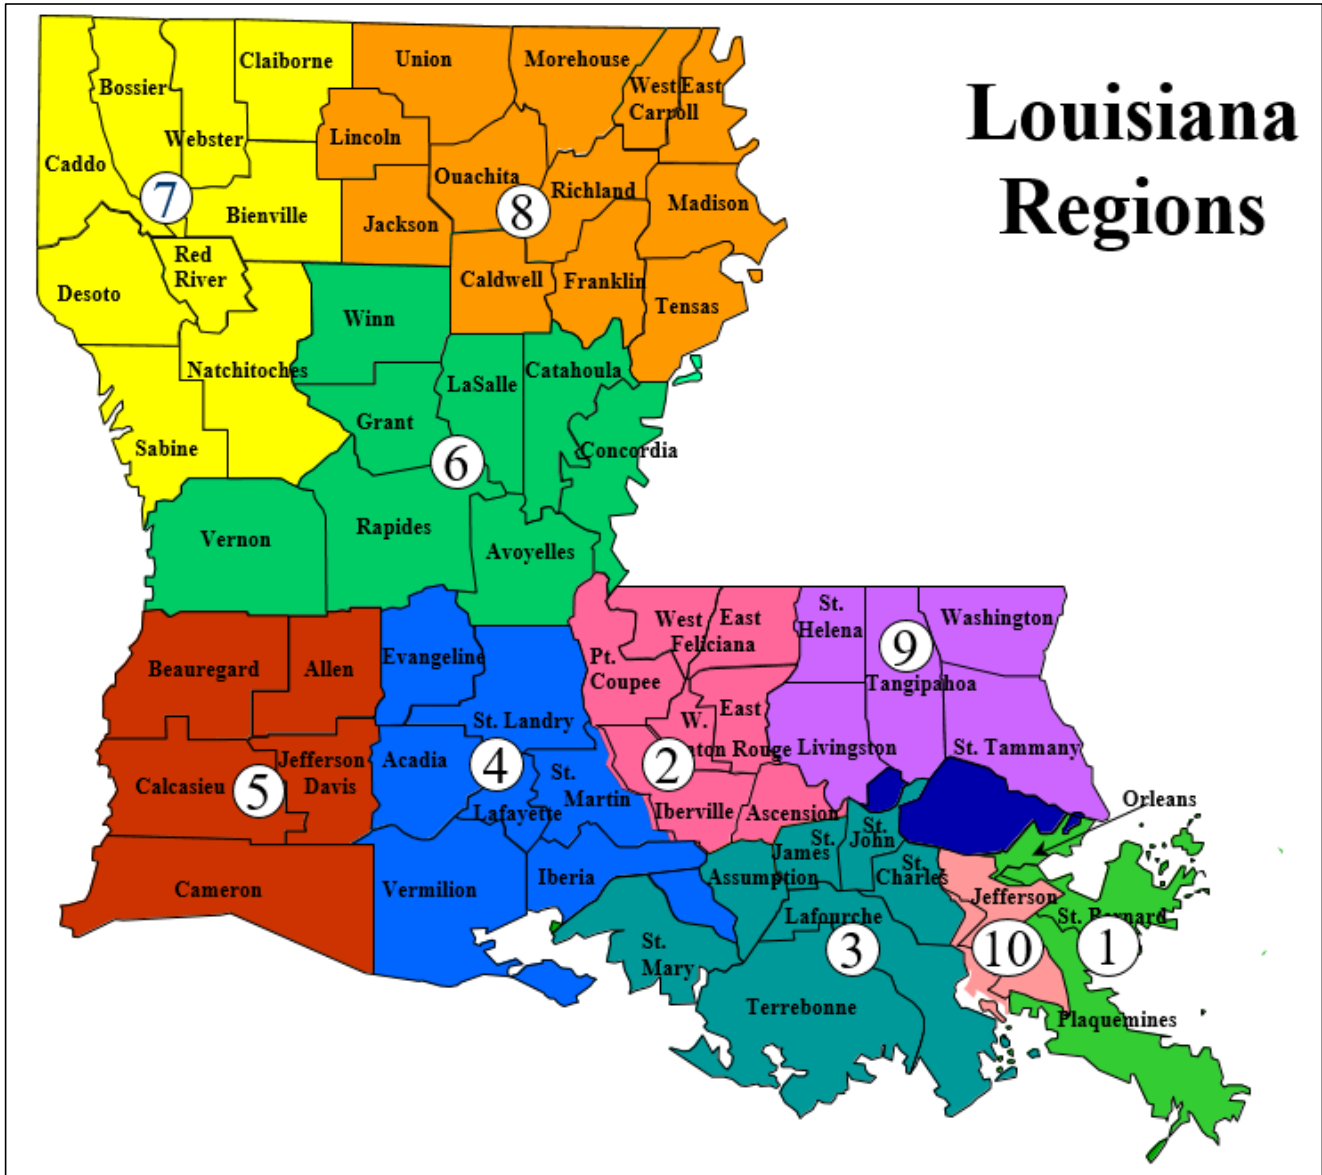 Louisiana
Regions
Claiborne
Union
Morehouse
Bossier
West East
Carroll
Webster
Lincoln
Caddo
Ouachita
Richland
7
8
Madison
Bienville
Jackson
Red
River
Desoto
Caldwell
Franklin
Tensas
Winn
Natchitoches
LaSalle
Catahoula
Grant
Sabine
6
Concordia
Vernon
Rapides
Avoyelles
St.
Helena
Washington
West East
Feliciana
9
Beauregard
Allen
Evangeline
Pt.
Coupee
Tangipahoa
W. East
ton Rouge
St. Landry
Livingston
St. Tammany
Calcasieu
5
Jefferson
Davis
Acadia
4
St.
Martin
2
Lafayette
Iberville
Ascension
Orleans
St.
James
St.
John
St.
Charles
Cameron
Vermilion
Iberia
Assumption
Jefferson
Lafourche
St. Bernard
St.
Mary
3
10
1
Terrebonne
Plaquemines